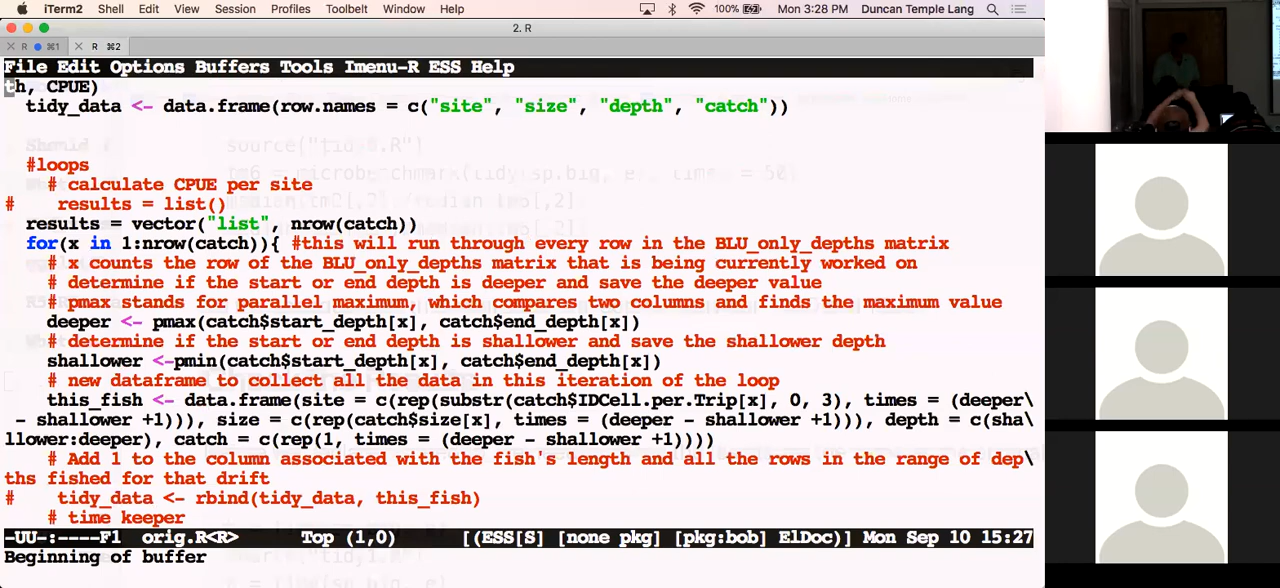 iTerm2 Shell Edit View Session Profiles Toolbelt Window Help 100% Mon 3:28 PM Duncan Temple Lang
2. R
R ⌘1 R ⌘2
File Edit Options Buffers Tools Imenu-R ESS Help
th, CPUE)
tidy_data <- data.frame(row.names = c("site", "size", "depth", "catch"))
#loops
# calculate CPUE per site
# results = list()
results = vector("list", nrow(catch))
for(x in 1:nrow(catch)){ #this will run through every row in the BLU_only_depths matrix
# x counts the row of the BLU_only_depths matrix that is being currently worked on
# determine if the start or end depth is deeper and save the deeper value
# pmax stands for parallel maximum, which compares two columns and finds the maximum value
deeper <- pmax(catch$start_depth[x], catch$end_depth[x])
# determine if the start or end depth is shallower and save the shallower depth
shallower <-pmin(catch$start_depth[x], catch$end_depth[x])
# new dataframe to collect all the data in this iteration of the loop
this_fish <- data.frame(site = c(rep(substr(catch$IDCell.per.Trip[x], 0, 3), times = (deeper\
- shallower +1))), size = c(rep(catch$size[x], times = (deeper - shallower +1))), depth = c(sha\
llower:deeper), catch = c(rep(1, times = (deeper - shallower +1))))
# Add 1 to the column associated with the fish's length and all the rows in the range of dep\
ths fished for that drift
# tidy_data <- rbind(tidy_data, this_fish)
# time keeper
-UU-:----F1 orig.R<R> Top (1,0) [(ESS[S] [none pkg] [pkg:bob] ElDoc)] Mon Sep 10 15:27
Beginning of buffer